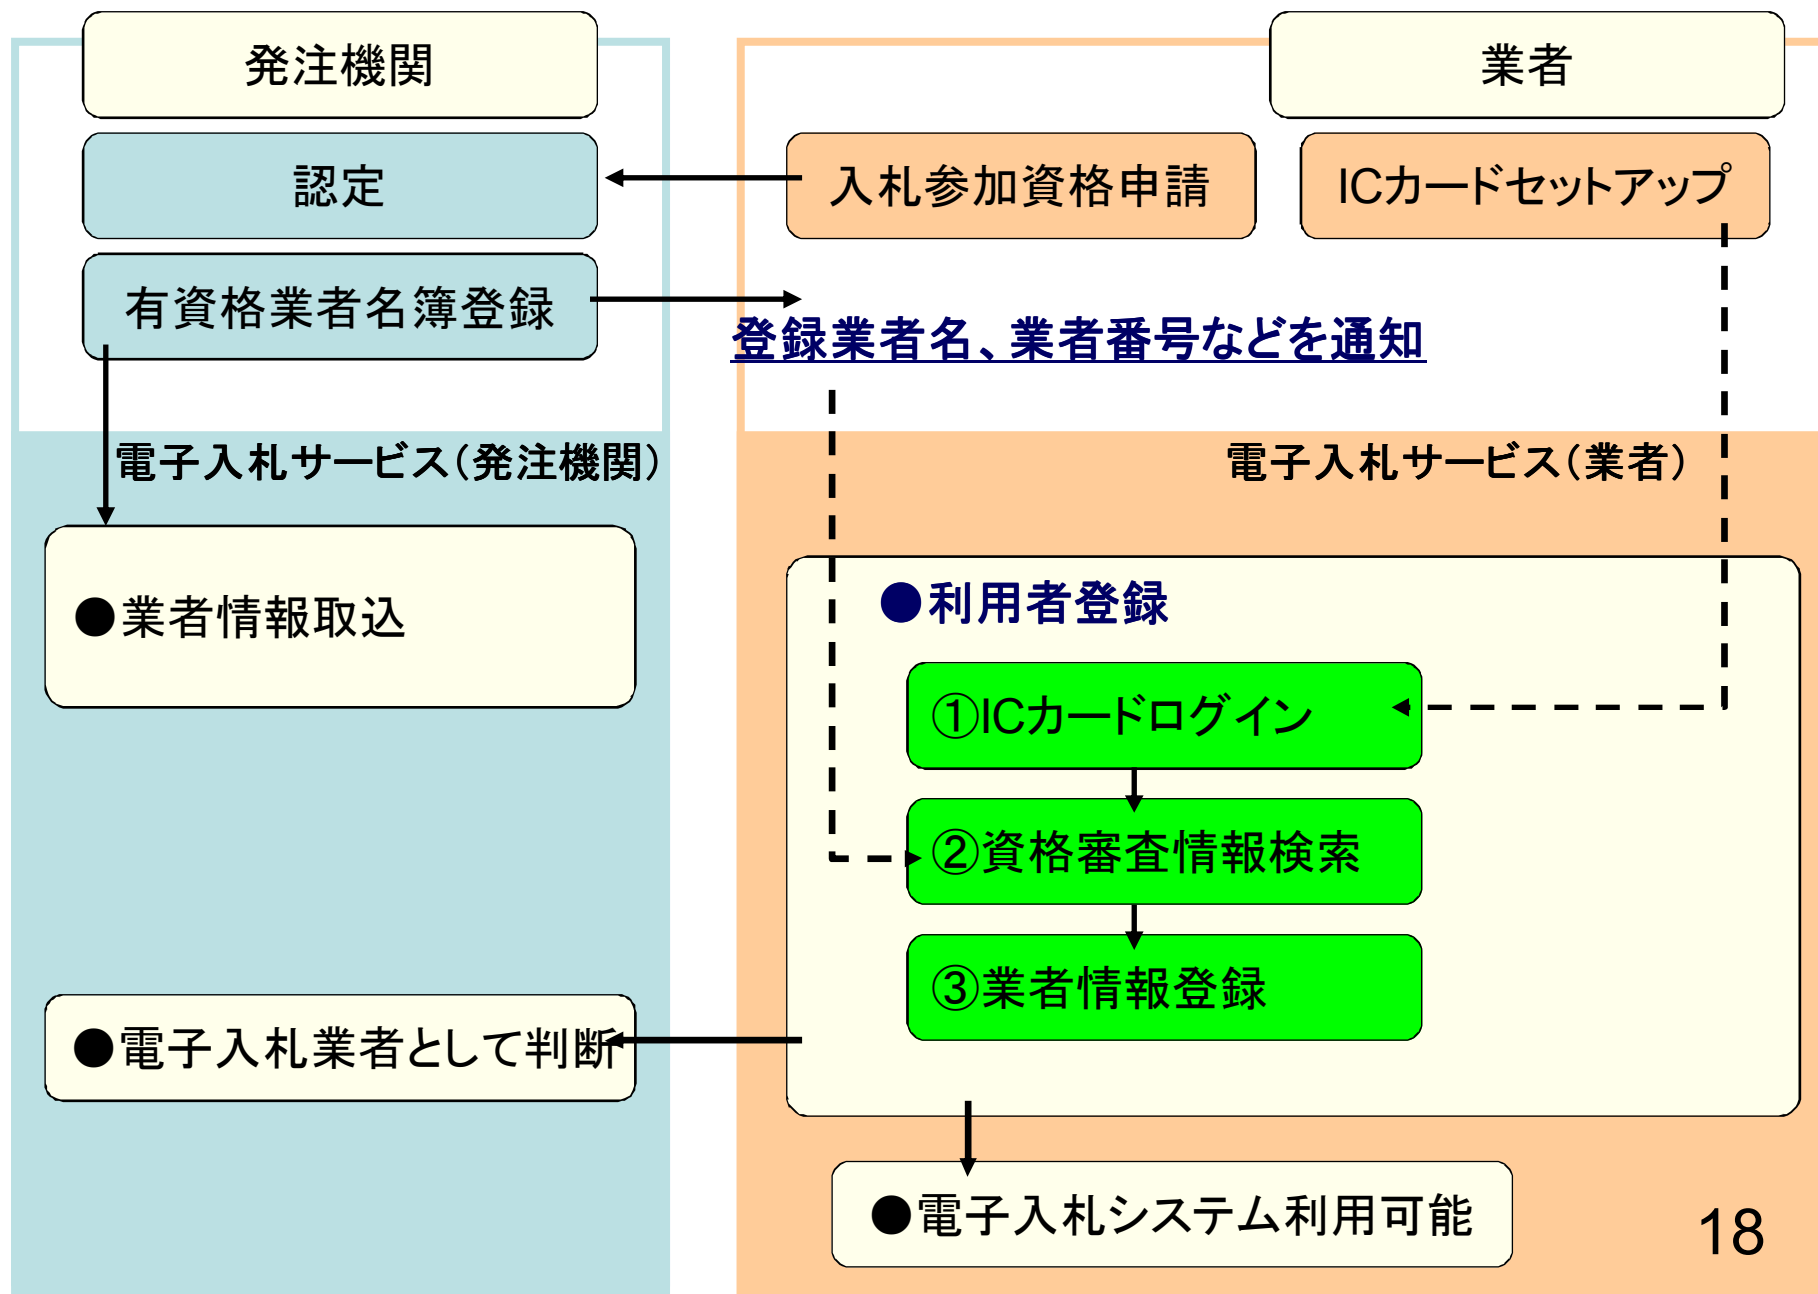 発注機関
業者
認定
入札参加資格申請
ICカードセットアップ
有資格業者名簿登録
登録業者名、業者番号などを通知
電子入札サービス（発注機関）
電子入札サービス（業者）
●業者情報取込
●利用者登録
①ICカードログイン
②資格審査情報検索
③業者情報登録
●電子入札業者として判断
●電子入札システム利用可能
18